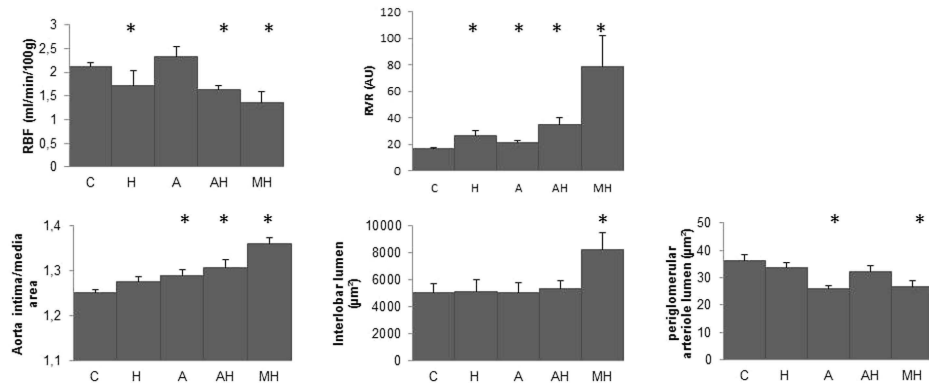 RBF (ml/min/100g)
3
2,5
2
1,5
1
0,5
0
* * *
C H A AH MH
RVR (AU)
120
100
80
60
40
20
0
* * * *
C H A AH MH
Aorta intima/media
area
1,4
1,3
1,2
1,1
* * *
C H A AH MH
Interlobar lumen
(µm²)
10000
8000
6000
4000
2000
0
*
C H A AH MH
periglomerular
arteriole lumen (µm²)
50
40
30
20
10
0
* *
C H A AH MH